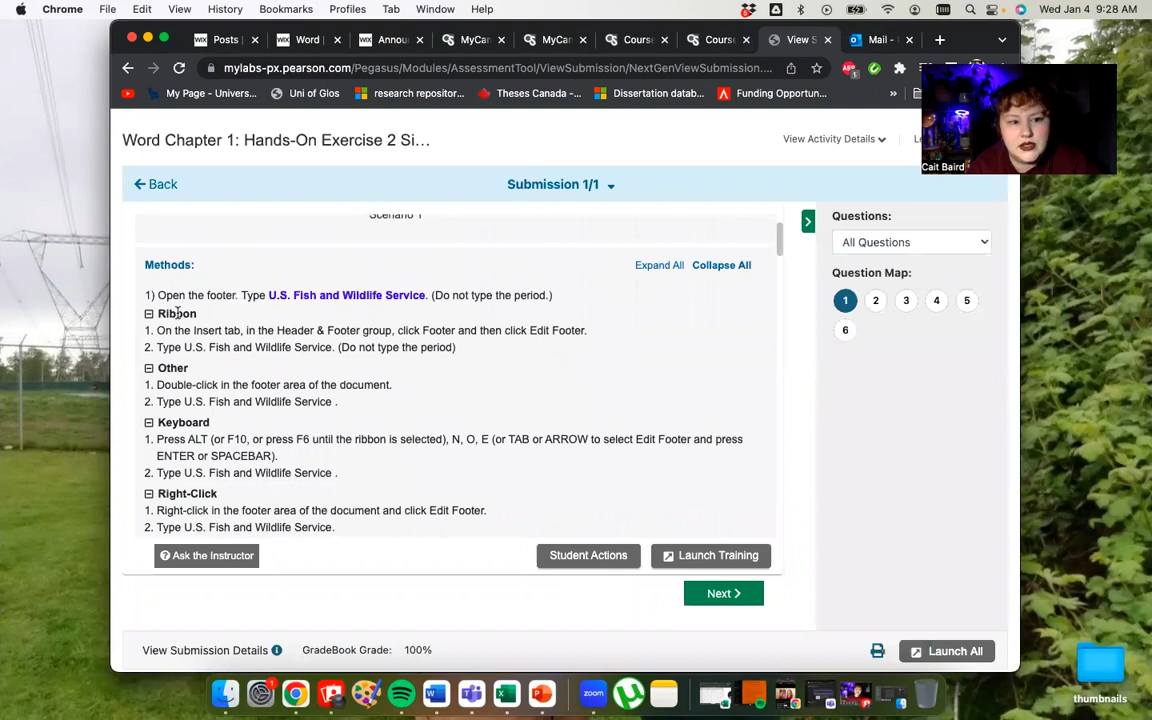 Chrome File Edit View History Bookmarks Profiles Tab Window Help
Wed Jan 4 9:28 AM
Posts |
Word |
Announ
MyCan
MyCan
Course
Course
View S
Mail -
mylabs-px.pearson.com/Pegasus/Modules/AssessmentTool/ViewSubmission/NextGenViewSubmission....
My Page - Univers...
Uni of Glos
research repositor...
Theses Canada -...
Dissertation datab...
Funding Opportun...
»
Cait Baird
Word Chapter 1: Hands-On Exercise 2 Si...
View Activity Details
Back
Submission 1/1
Scenario 1
Methods:
Expand All Collapse All
1) Open the footer. Type U.S. Fish and Wildlife Service. (Do not type the period.)
Ribbon
1. On the Insert tab, in the Header & Footer group, click Footer and then click Edit Footer.
2. Type U.S. Fish and Wildlife Service. (Do not type the period)
Other
1. Double-click in the footer area of the document.
2. Type U.S. Fish and Wildlife Service .
Keyboard
1. Press ALT (or F10, or press F6 until the ribbon is selected), N, O, E (or TAB or ARROW to select Edit Footer and press
ENTER or SPACEBAR).
2. Type U.S. Fish and Wildlife Service .
Right-Click
1. Right-click in the footer area of the document and click Edit Footer.
2. Type U.S. Fish and Wildlife Service.
Ask the Instructor
Student Actions
Launch Training
Next
Questions:
All Questions
Question Map:
1 2 3 4 5
6
View Submission Details
GradeBook Grade: 100%
Launch All
zoom
thumbnails